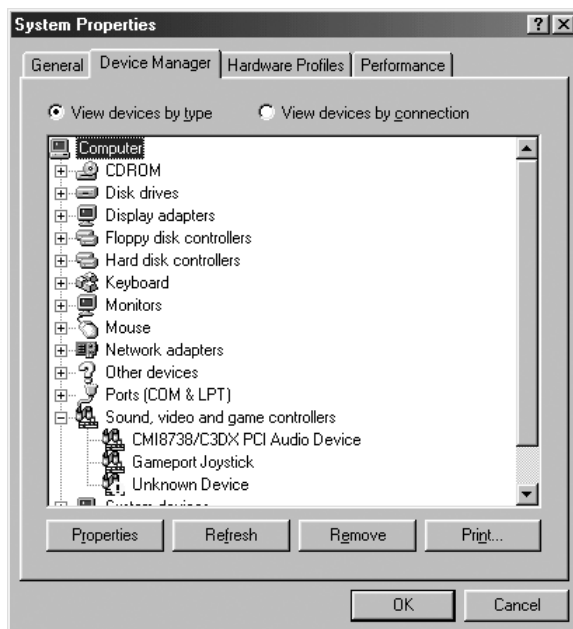 System Properties
General Device Manager Hardware Profiles Performance
View devices by type View devices by connection
Computer
CDROM
Disk drives
Display adapters
Floppy disk controllers
Hard disk controllers
Keyboard
Monitors
Mouse
Network adapters
Other devices
Ports (COM & LPT)
Sound, video and game controllers
CMI8738/C3DX PCI Audio Device
Gameport Joystick
Unknown Device
System devices
Properties Refresh Remove Print...
OK Cancel